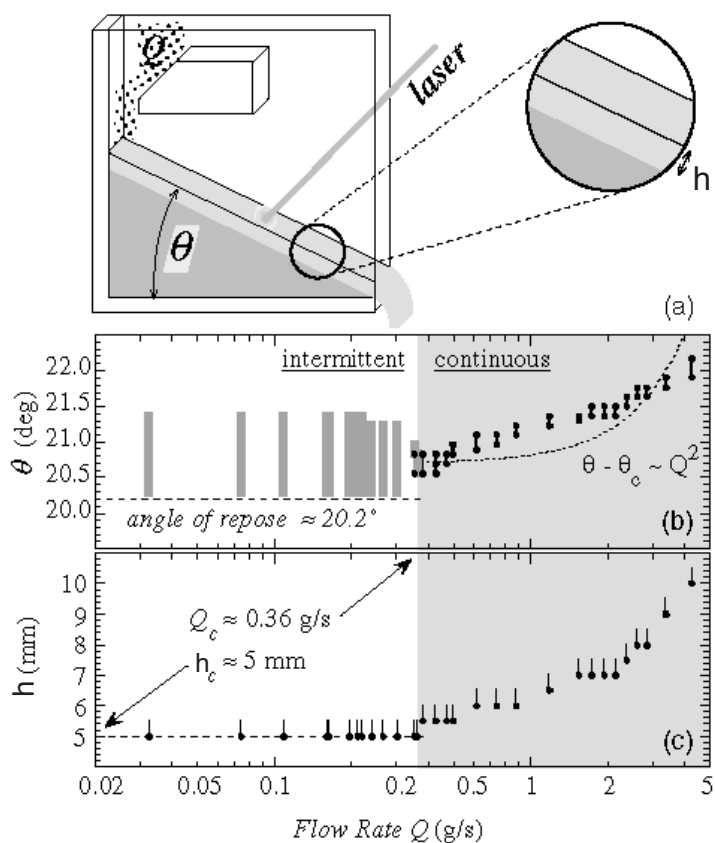 Q
laser
h
θ
(a)
intermittent continuous
22.0
21.5
21.0
20.5
20.0
θ (deg)
θ - θc ~ Q²
angle of repose ≈ 20.2°
(b)
10
9
8
7
6
5
h (mm)
Qc ≈ 0.36 g/s
hc ≈ 5 mm
(c)
0.02 0.05 0.1 0.2 0.5 1 2 5
Flow Rate Q (g/s)